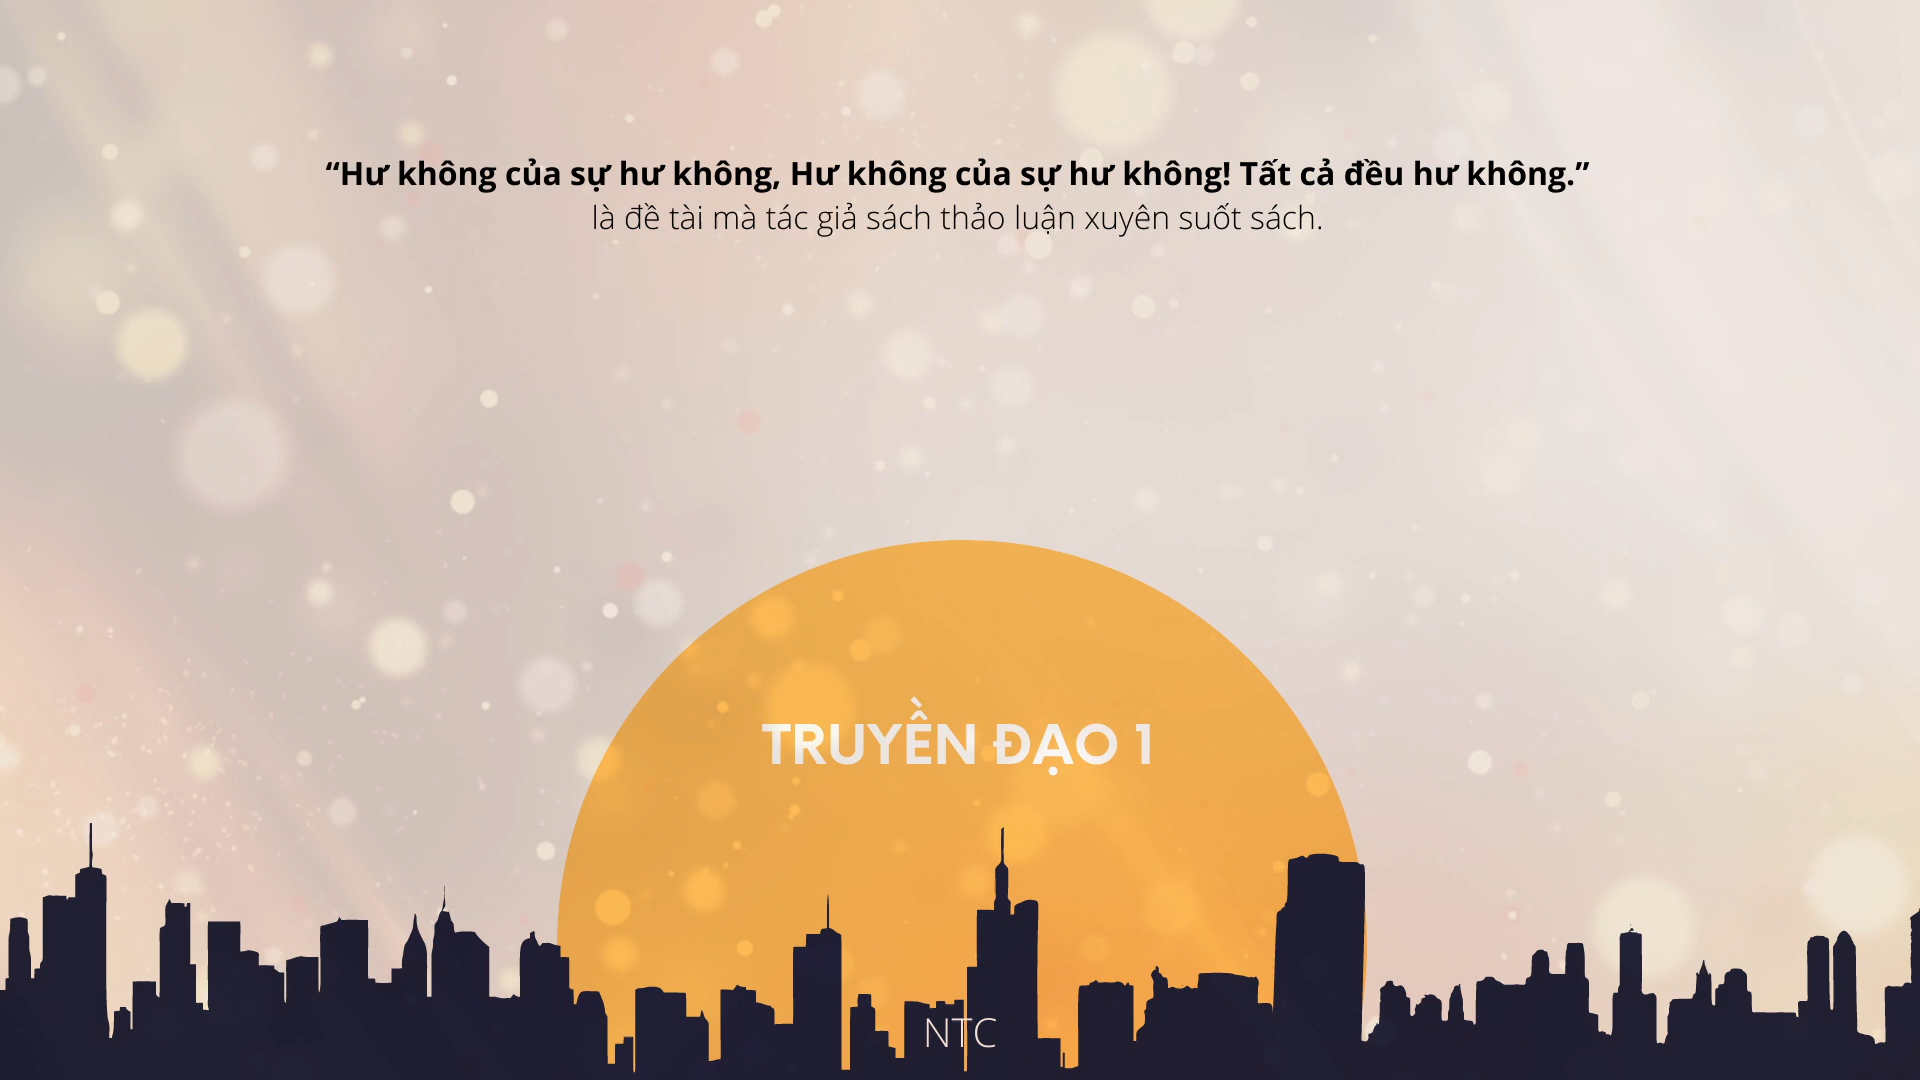 “Hư không của sự hư không, Hư không của sự hư không! Tất cả đều hư không.”
là đề tài mà tác giả sách thảo luận xuyên suốt sách.
TRUYỀN ĐẠO 1
NTC